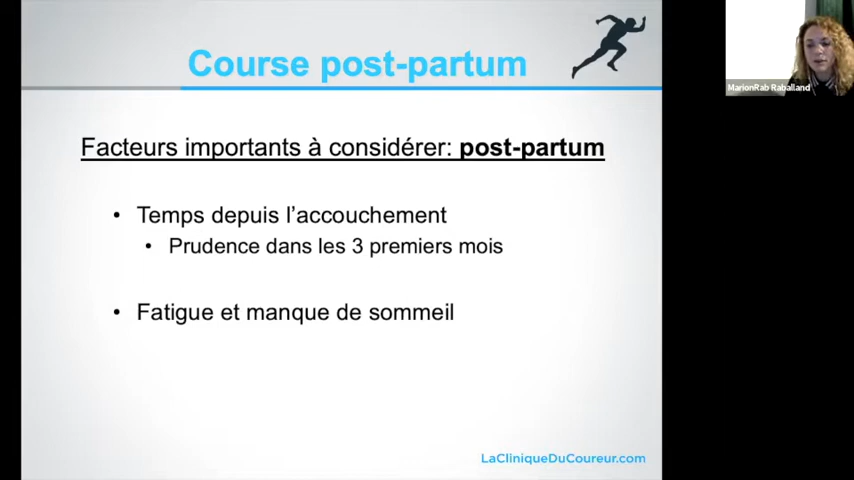 Course post-partum
MarionRab Raballand
Facteurs importants à considérer: post-partum
• Temps depuis l'accouchement
• Prudence dans les 3 premiers mois
• Fatigue et manque de sommeil
LaCliniqueDuCoureur.com